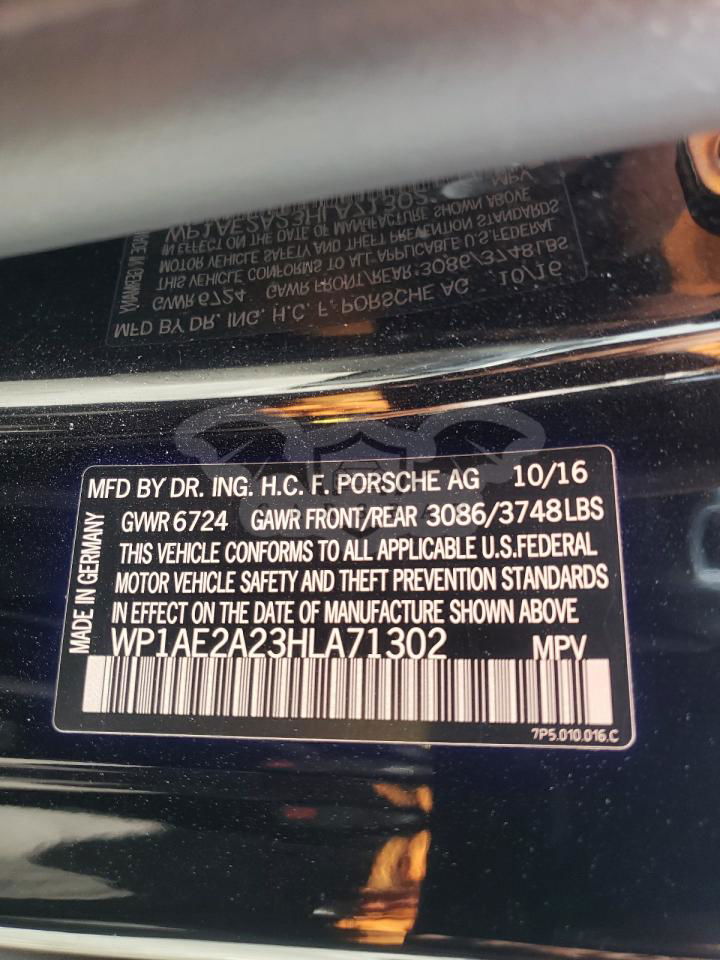 MFD BY DR. ING. H.C. F. PORSCHE AG 10/16
GVWR 6724 GAWR FRONT/REAR 3086/3748LBS
THIS VEHICLE CONFORMS TO ALL APPLICABLE U.S.FEDERAL
MOTOR VEHICLE SAFETY AND THEFT PREVENTION STANDARDS
IN EFFECT ON THE DATE OF MANUFACTURE SHOWN ABOVE
WP1AE2A23HLA71302 MPV
7P5.010.016.C
MADE IN GERMANY